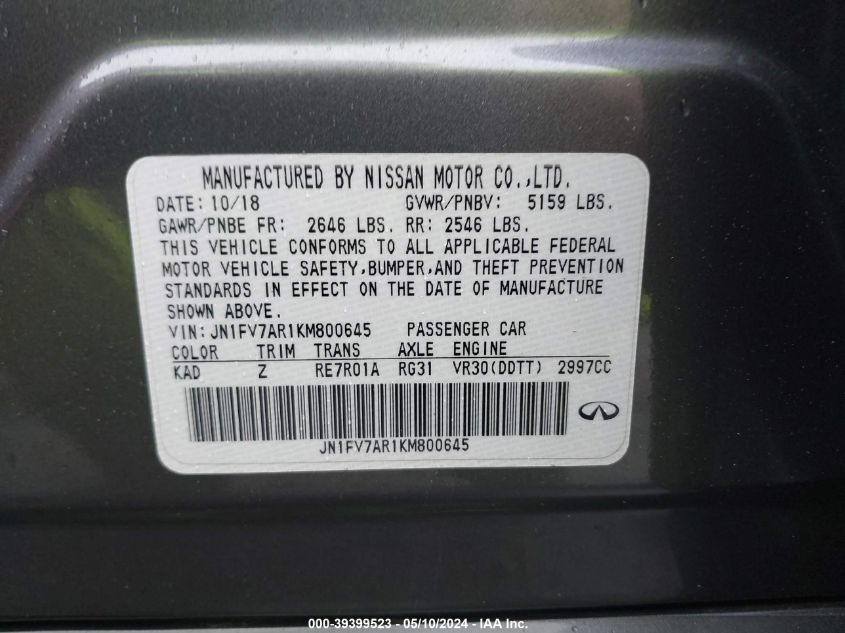 MANUFACTURED BY NISSAN MOTOR CO.,LTD.
DATE: 10/18 GVWR/PNBV: 5159 LBS.
GAWR/PNBE FR: 2646 LBS. RR: 2546 LBS.
THIS VEHICLE CONFORMS TO ALL APPLICABLE FEDERAL
MOTOR VEHICLE SAFETY,BUMPER,AND THEFT PREVENTION
STANDARDS IN EFFECT ON THE DATE OF MANUFACTURE
SHOWN ABOVE.
VIN:JN1FV7AR1KM800645 PASSENGER CAR
COLOR TRIM TRANS AXLE ENGINE
KAD Z RE7R01A RG31 VR30(DDTT) 2997CC
JN1FV7AR1KM800645
000-39399523 - 05/10/2024 - IAA Inc.